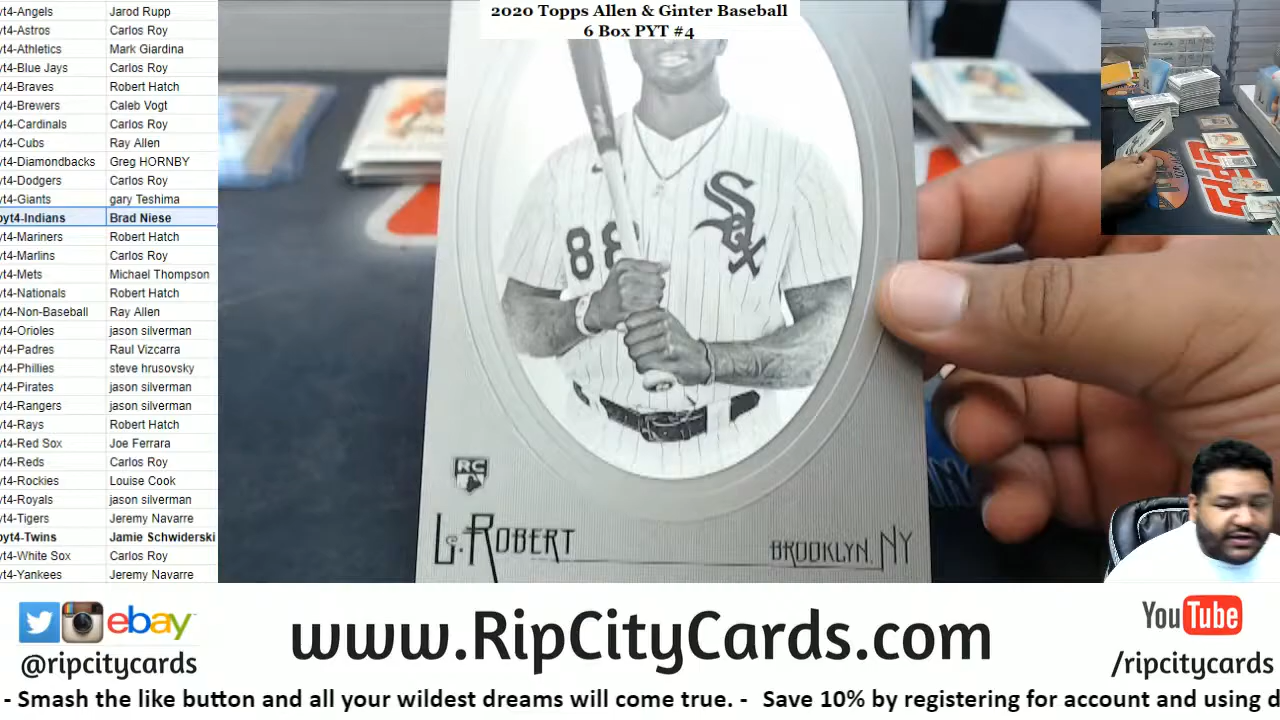 2020 Topps Allen & Ginter Baseball
6 Box PYT #4
yt4-Angels Jarod Rupp
yt4-Astros Carlos Roy
yt4-Athletics Mark Giardina
yt4-Blue Jays Carlos Roy
yt4-Braves Robert Hatch
yt4-Brewers Caleb Vogt
yt4-Cardinals Carlos Roy
yt4-Cubs Ray Allen
yt4-Diamondbacks Greg HORNBY
yt4-Dodgers Carlos Roy
yt4-Giants gary Teshima
pyt4-Indians Brad Niese
yt4-Mariners Robert Hatch
yt4-Marlins Carlos Roy
yt4-Mets Michael Thompson
yt4-Nationals Robert Hatch
yt4-Non-Baseball Ray Allen
yt4-Orioles jason silverman
yt4-Padres Raul Vizcarra
yt4-Phillies steve hrusovsky
yt4-Pirates jason silverman
yt4-Rangers jason silverman
yt4-Rays Robert Hatch
yt4-Red Sox Joe Ferrara
yt4-Reds Carlos Roy
yt4-Rockies Louise Cook
yt4-Royals jason silverman
yt4-Tigers Jeremy Navarre
pyt4-Twins Jamie Schwiderski
yt4-White Sox Carlos Roy
yt4-Yankees Jeremy Navarre
Sox
88
RC
L. ROBERT BROOKLYN, NY
ebay
@ripcitycards
www.RipCityCards.com
YouTube
/ripcitycards
- Smash the like button and all your wildest dreams will come true. - Save 10% by registering for account and using d